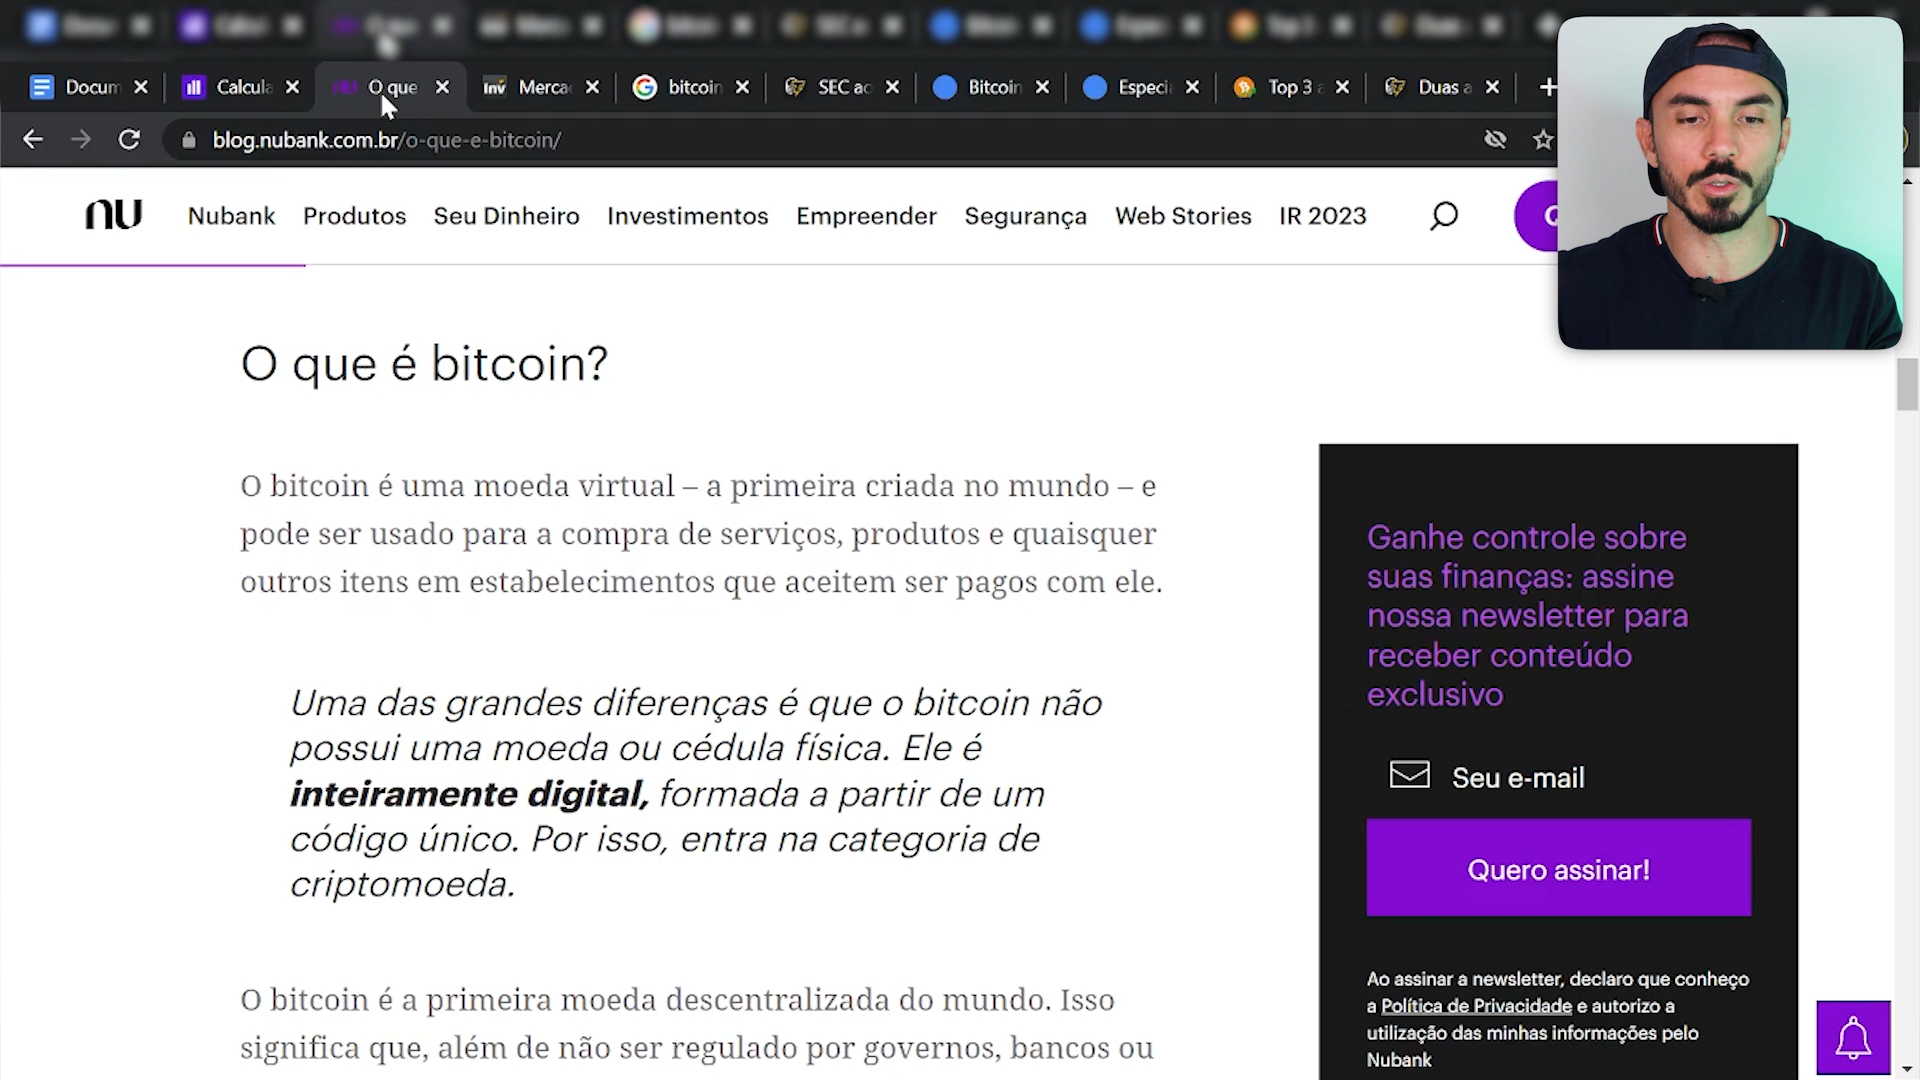 Docum
Calcula
O que
Inv Merca
bitcoin
SEC ac
Bitcoin
Especi
Top 3 a
Duas a
blog.nubank.com.br/o-que-e-bitcoin/
nu
Nubank
Produtos
Seu Dinheiro
Investimentos
Empreender
Segurança
Web Stories
IR 2023
O que é bitcoin?
O bitcoin é uma moeda virtual – a primeira criada no mundo – e
pode ser usado para a compra de serviços, produtos e quaisquer
outros itens em estabelecimentos que aceitem ser pagos com ele.
Uma das grandes diferenças é que o bitcoin não
possui uma moeda ou cédula física. Ele é
inteiramente digital, formada a partir de um
código único. Por isso, entra na categoria de
criptomoeda.
O bitcoin é a primeira moeda descentralizada do mundo. Isso
significa que, além de não ser regulado por governos, bancos ou
Ganhe controle sobre
suas finanças: assine
nossa newsletter para
receber conteúdo
exclusivo
Seu e-mail
Quero assinar!
Ao assinar a newsletter, declaro que conheço
a Política de Privacidade e autorizo a
utilização das minhas informações pelo
Nubank